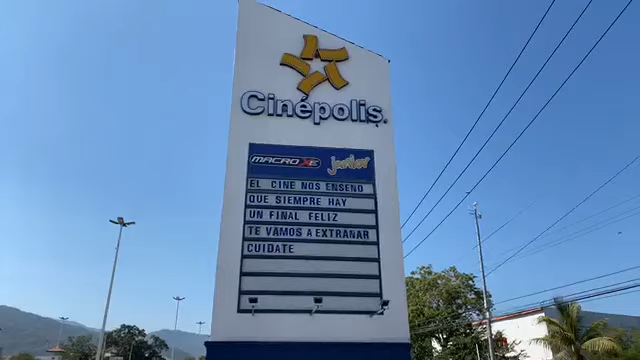 Cinépolis.
MACRO XE junior
EL CINE NOS ENSEÑO
QUE SIEMPRE HAY
UN FINAL FELIZ
TE VAMOS A EXTRAÑAR
CUIDATE